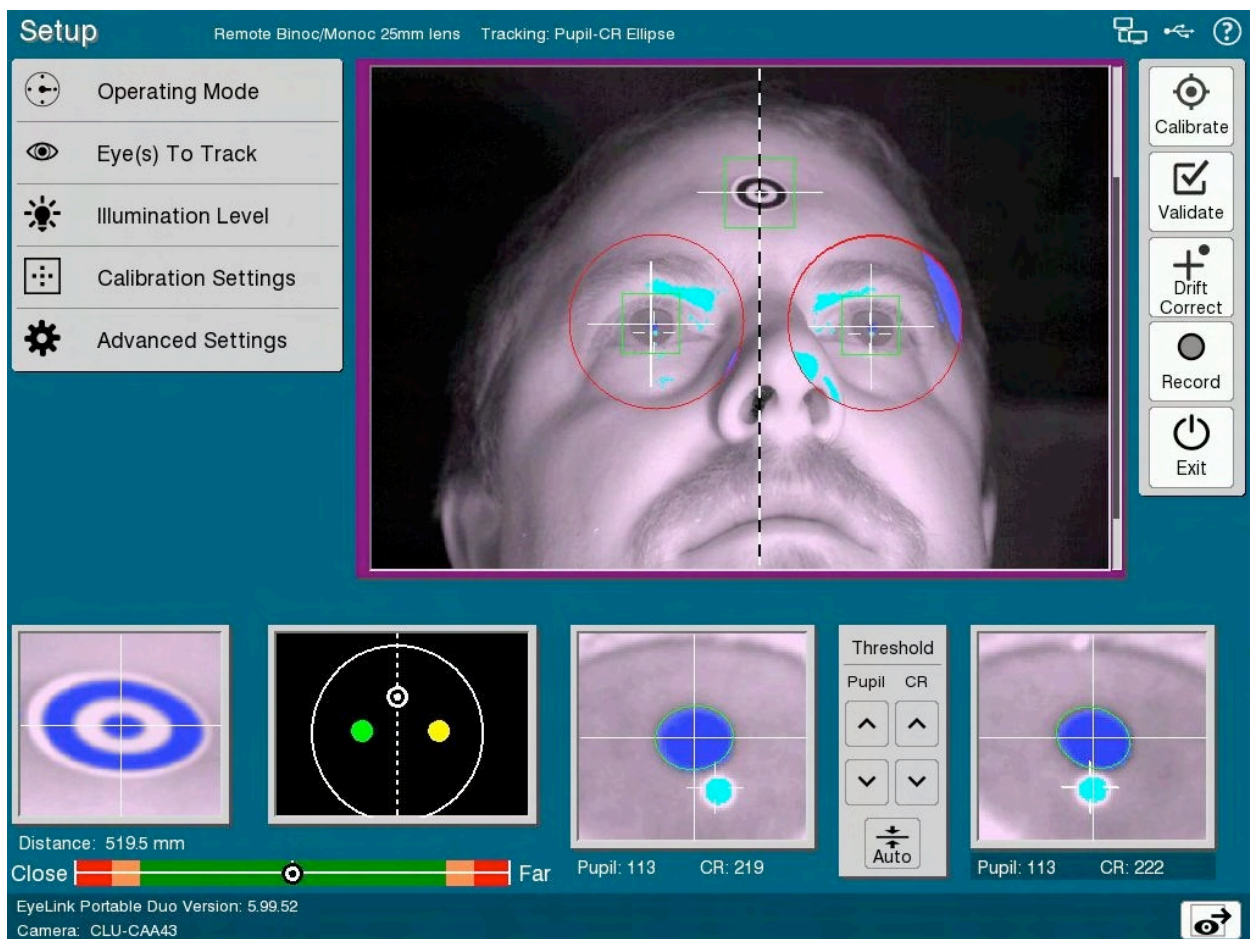 Setup
Remote Binoc/Monoc 25mm lens Tracking: Pupil-CR Ellipse
Operating Mode
Eye(s) To Track
Illumination Level
Calibration Settings
Advanced Settings
Calibrate
Validate
Drift
Correct
Record
Exit
Threshold
Pupil CR
Auto
Distance: 519.5 mm
Close
Far
Pupil: 113 CR: 219
Pupil: 113 CR: 222
EyeLink Portable Duo Version: 5.99.52
Camera: CLU-CAA43